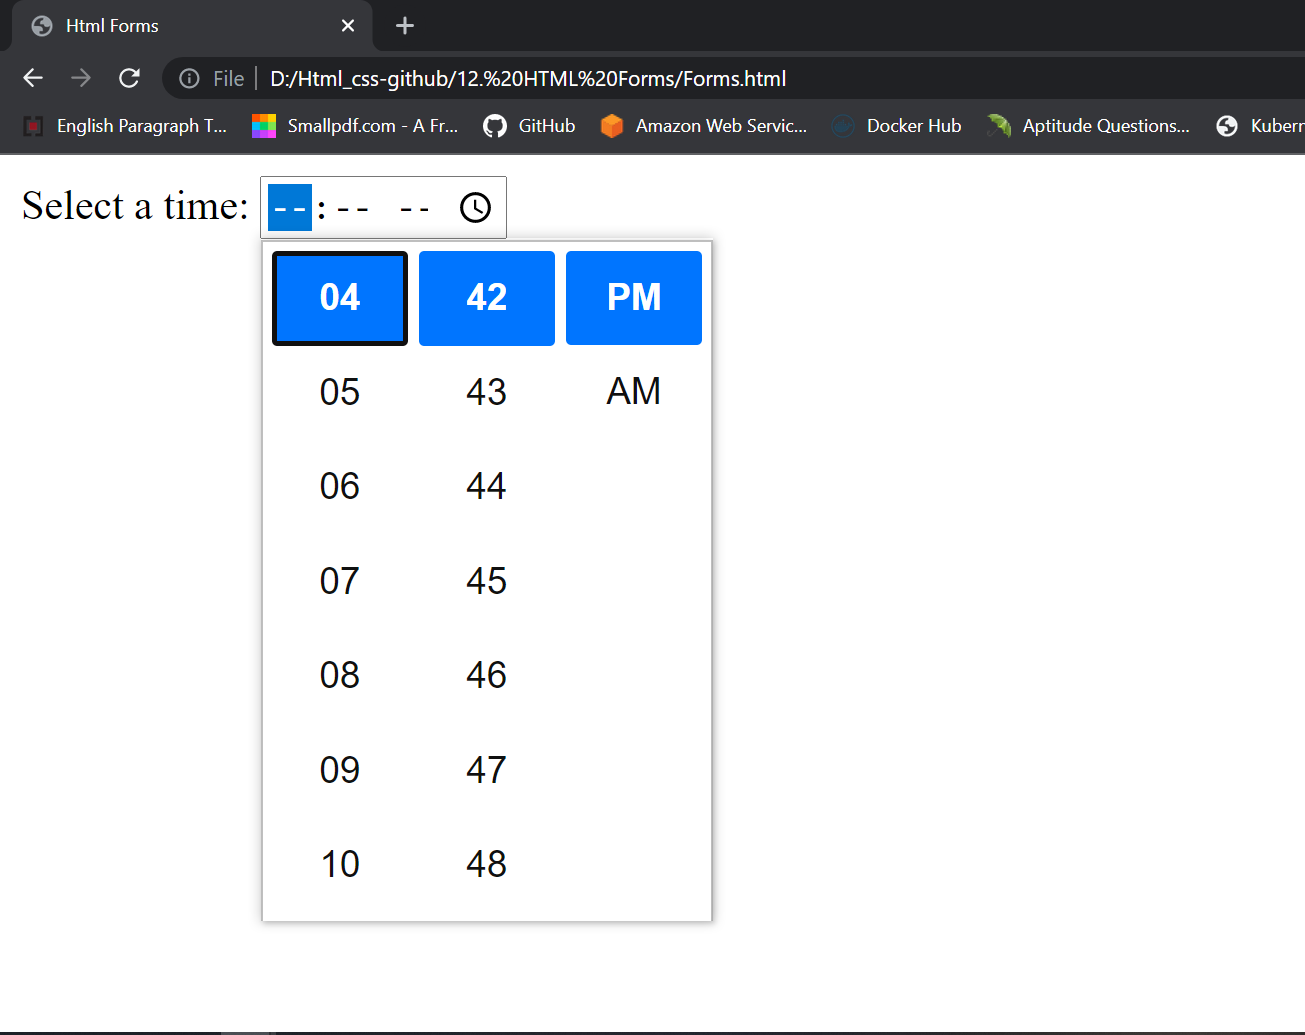 Html Forms
File D:/Html_css-github/12.%20HTML%20Forms/Forms.html
English Paragraph T... Smallpdf.com - A Fr... GitHub Amazon Web Servic... Docker Hub Aptitude Questions... Kubern
Select a time: --:-- --
04 42 PM
05 43 AM
06 44
07 45
08 46
09 47
10 48